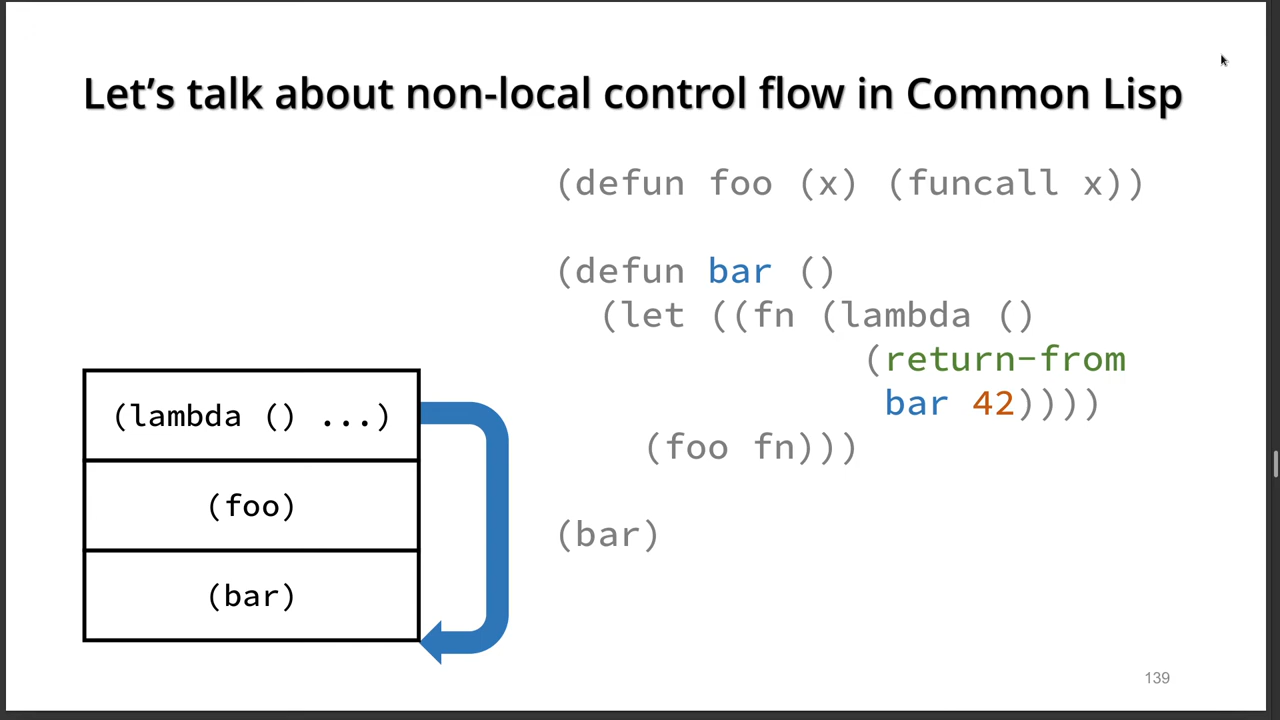 Let’s talk about non-local control flow in Common Lisp
(defun foo (x) (funcall x))
(defun bar ()
(let ((fn (lambda ()
(return-from
bar 42))))
(foo fn)))
(bar)
(lambda () ...)
(foo)
(bar)
139